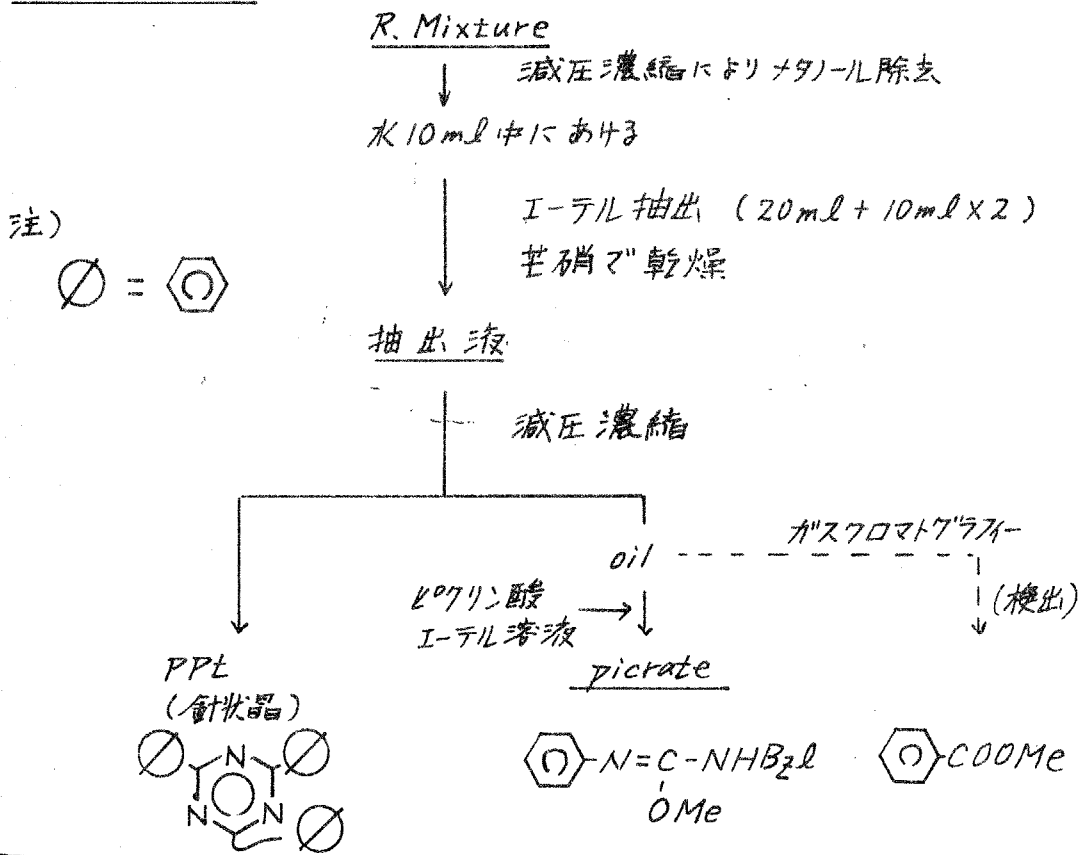 R. Mixture
減圧濃縮によりメタノール除去
水10ml中にあける
エーテル抽出 (20ml + 10ml×2)
芒硝で乾燥
注)
∅ =
抽出液
減圧濃縮
ガスクロマトグラフィー
oil
(検出)
ピクリン酸
エーテル溶液
PPt
(針状晶)
picrate
∅ N ∅
N N
∅
-N=C-NHBzl
OMe
COOMe